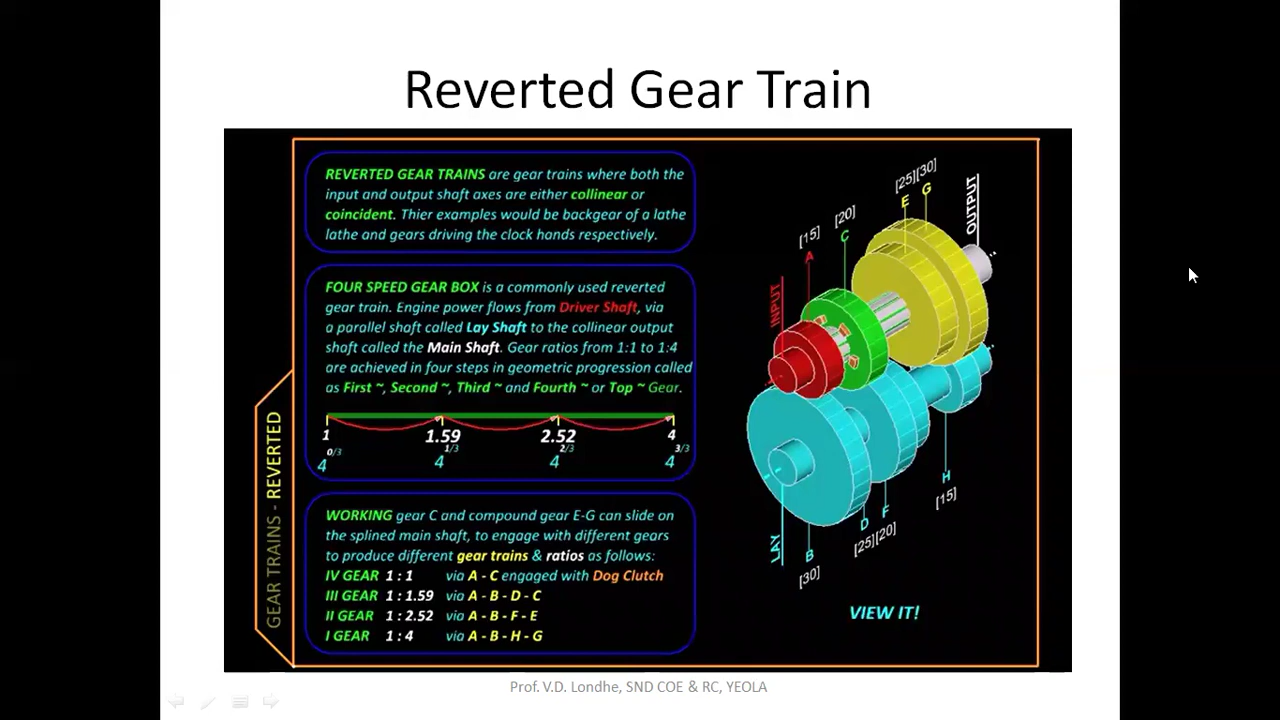 Reverted Gear Train
REVERTED GEAR TRAINS are gear trains where both the
input and output shaft axes are either collinear or
coincident. Thier examples would be backgear of a lathe
lathe and gears driving the clock hands respectively.
FOUR SPEED GEAR BOX is a commonly used reverted
gear train. Engine power flows from Driver Shaft, via
a parallel shaft called Lay Shaft to the collinear output
shaft called the Main Shaft. Gear ratios from 1:1 to 1:4
are achieved in four steps in geometric progression called
as First ~, Second ~, Third ~ and Fourth ~ or Top ~ Gear.
1 1.59 2.52 4
4 0/3 4 1/3 4 2/3 4 3/3
WORKING gear C and compound gear E-G can slide on
the splined main shaft, to engage with different gears
to produce different gear trains & ratios as follows:
IV GEAR 1 : 1 via A - C engaged with Dog Clutch
III GEAR 1 : 1.59 via A - B - D - C
II GEAR 1 : 2.52 via A - B - F - E
I GEAR 1 : 4 via A - B - H - G
GEAR TRAINS - REVERTED
[25][30]
E G
OUTPUT
[20]
C
[15]
A
INPUT
H
[15]
D F
[25][20]
LAY
B
[30]
VIEW IT!
Prof. V.D. Londhe, SND COE & RC, YEOLA